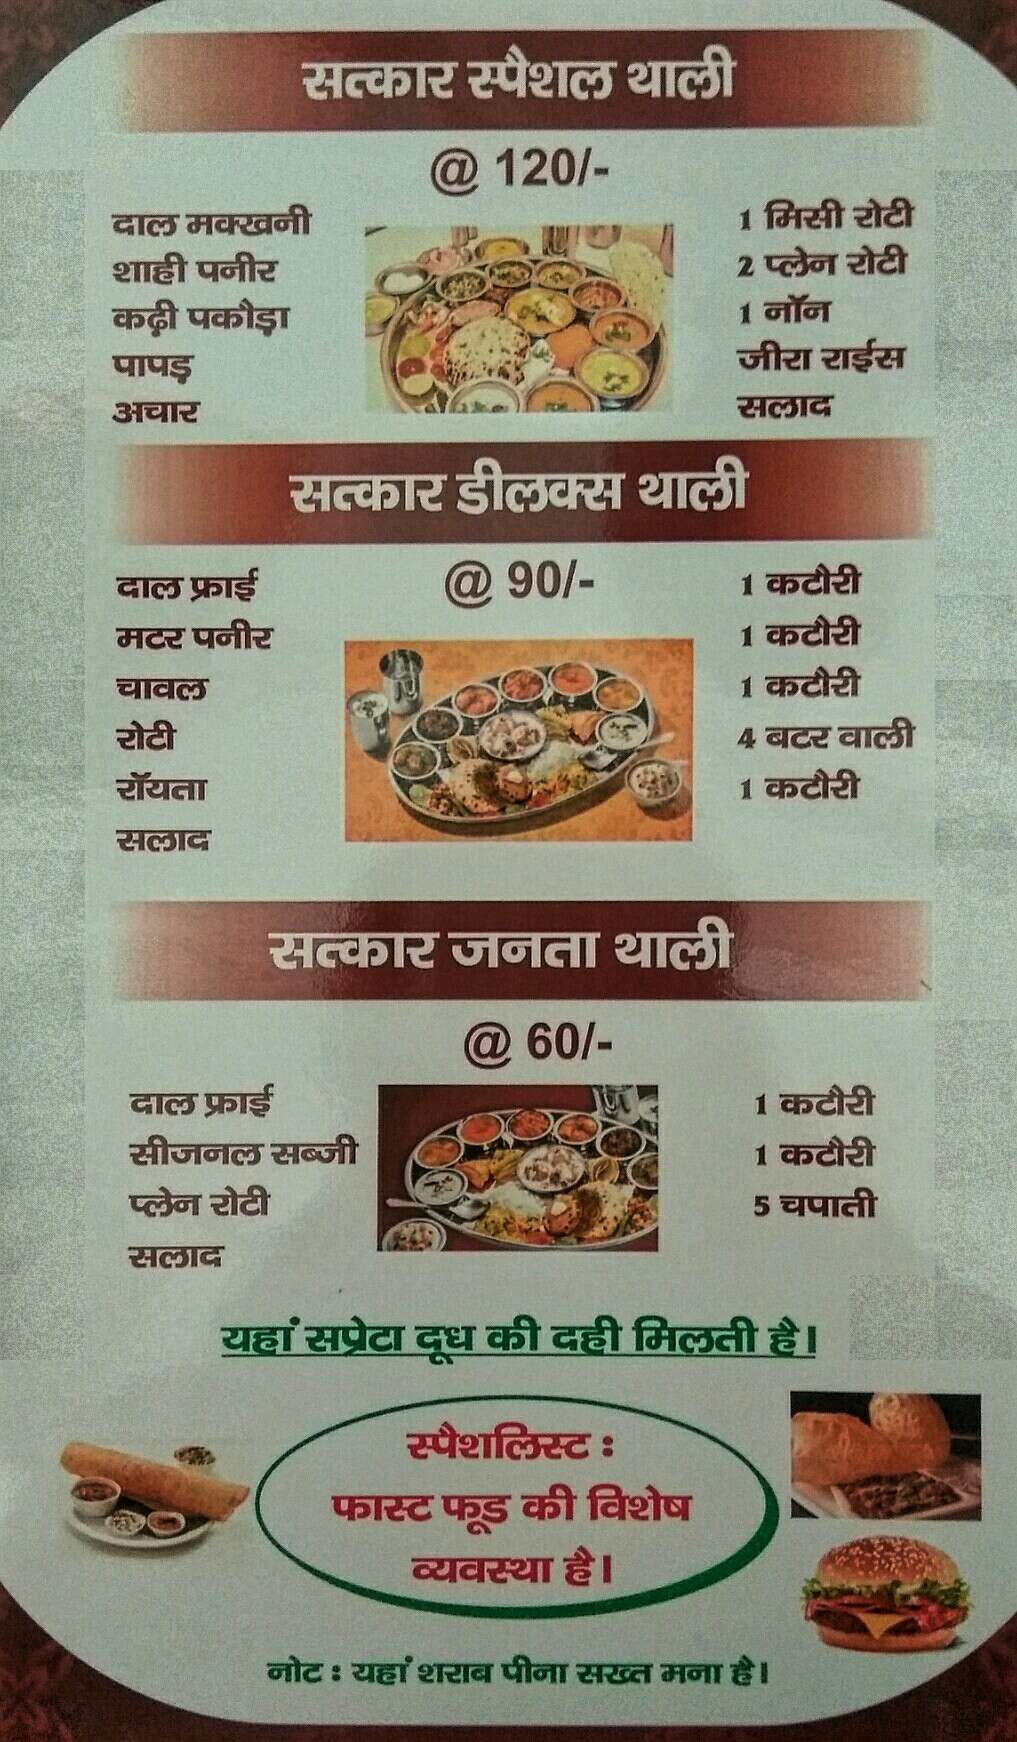 सत्कार स्पैशल थाली
@ 120/-
दाल मक्खनी 1 मिसी रोटी
शाही पनीर 2 प्लेन रोटी
कढ़ी पकौड़ा 1 नॉन
पापड़ जीरा राईस
अचार सलाद
सत्कार डीलक्स थाली
@ 90/-
दाल फ्राई 1 कटौरी
मटर पनीर 1 कटौरी
चावल 1 कटौरी
रोटी 4 बटर वाली
रॉयता 1 कटौरी
सलाद
सत्कार जनता थाली
@ 60/-
दाल फ्राई 1 कटौरी
सीजनल सब्जी 1 कटौरी
प्लेन रोटी 5 चपाती
सलाद
यहां सप्रेटा दूध की दही मिलती है।
स्पैशलिस्ट :
फास्ट फूड की विशेष
व्यवस्था है।
नोट : यहां शराब पीना सख्त मना है।